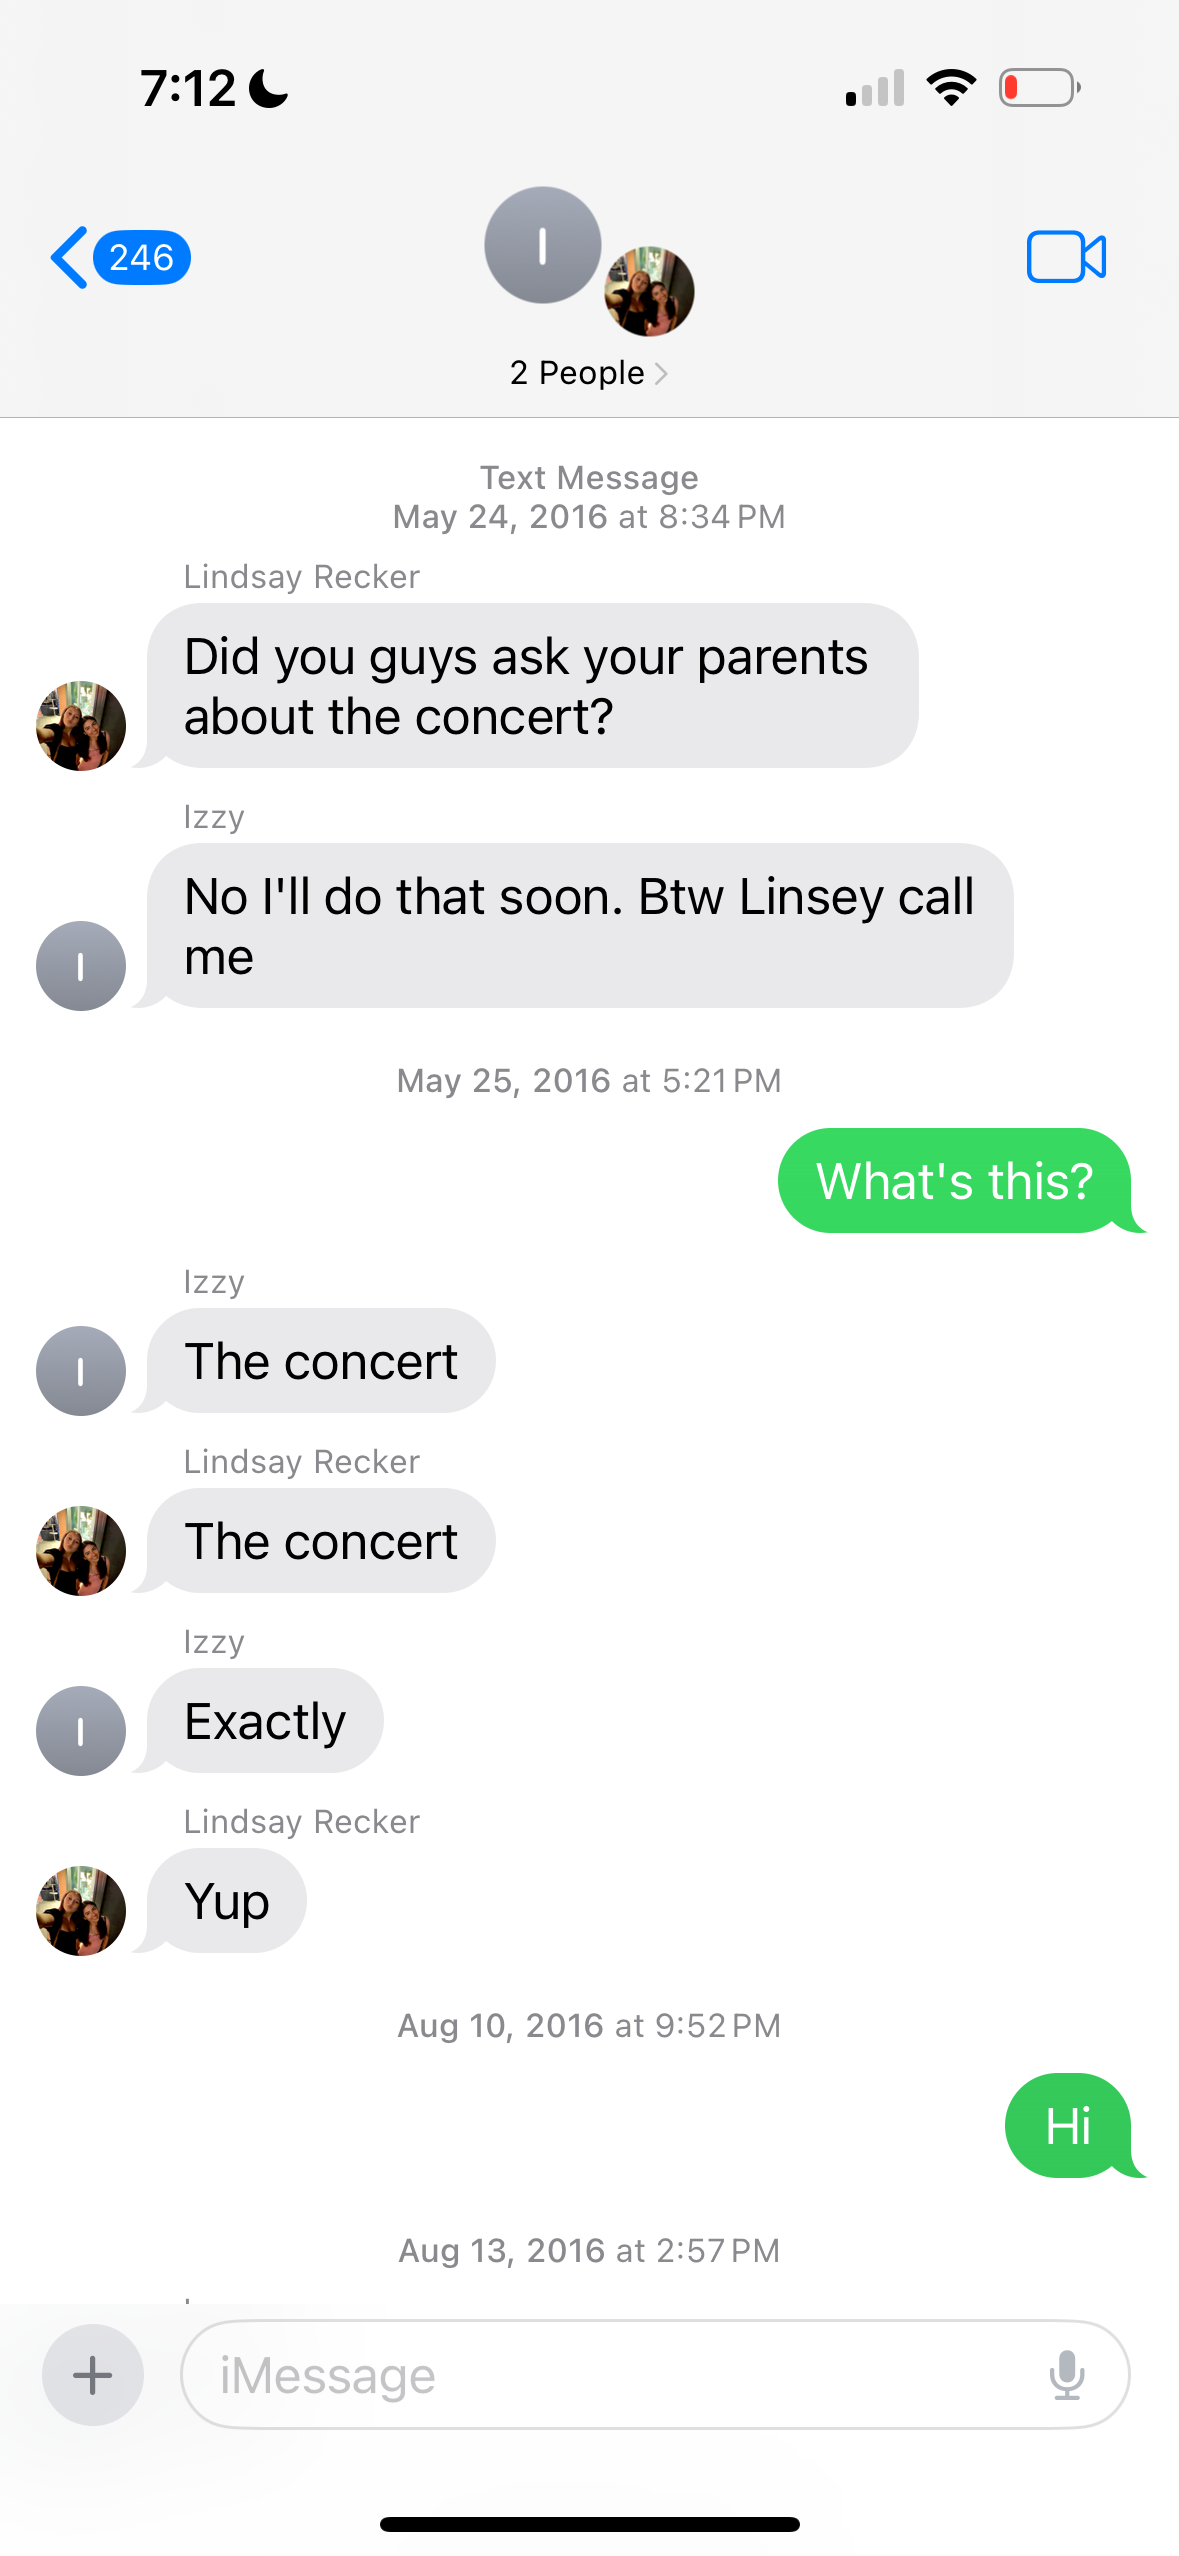 7:12
246
I
2 People
Text Message
May 24, 2016 at 8:34 PM
Lindsay Recker
Did you guys ask your parents
about the concert?
Izzy
No I'll do that soon. Btw Linsey call
me
I
May 25, 2016 at 5:21 PM
What's this?
Izzy
The concert
I
Lindsay Recker
The concert
Izzy
Exactly
I
Lindsay Recker
Yup
Aug 10, 2016 at 9:52 PM
Hi
Aug 13, 2016 at 2:57 PM
iMessage